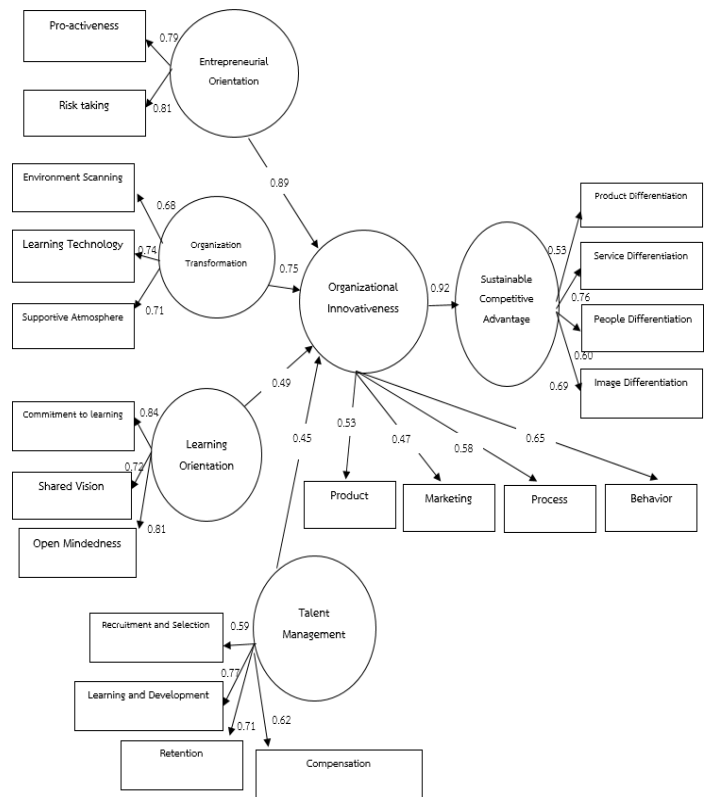 Pro-activeness
0.79
Entrepreneurial
Orientation
Risk taking
0.81
0.89
Environment Scanning
0.68
Learning Technology
0.74
Organization
Transformation
Supportive Atmosphere
0.71
0.75
Organizational
Innovativeness
0.92
Sustainable
Competitive
Advantage
Product Differentiation
0.53
Service Differentiation
0.76
People Differentiation
0.60
Image Differentiation
0.69
Commitment to learning
0.84
Learning
Orientation
0.49
Shared Vision
0.72
Open Mindedness
0.81
0.45
0.53
0.47
0.58
0.65
Product
Marketing
Process
Behavior
Talent
Management
Recruitment and Selection
0.59
Learning and Development
0.77
Retention
0.71
0.62
Compensation